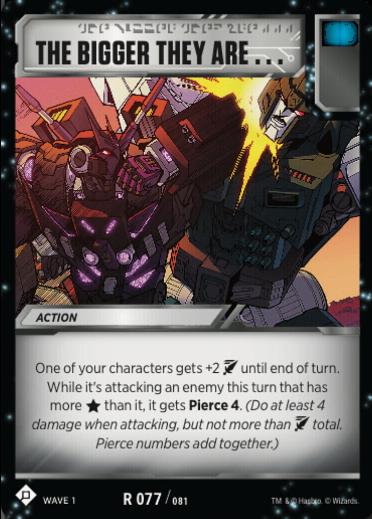 THE BIGGER THEY ARE . . .
ACTION
One of your characters gets +2 until end of turn.
While it's attacking an enemy this turn that has
more ★ than it, it gets Pierce 4. (Do at least 4
damage when attacking, but not more than total.
Pierce numbers add together.)
WAVE 1 R 077/081 TM & © Hasbro. © Wizards.